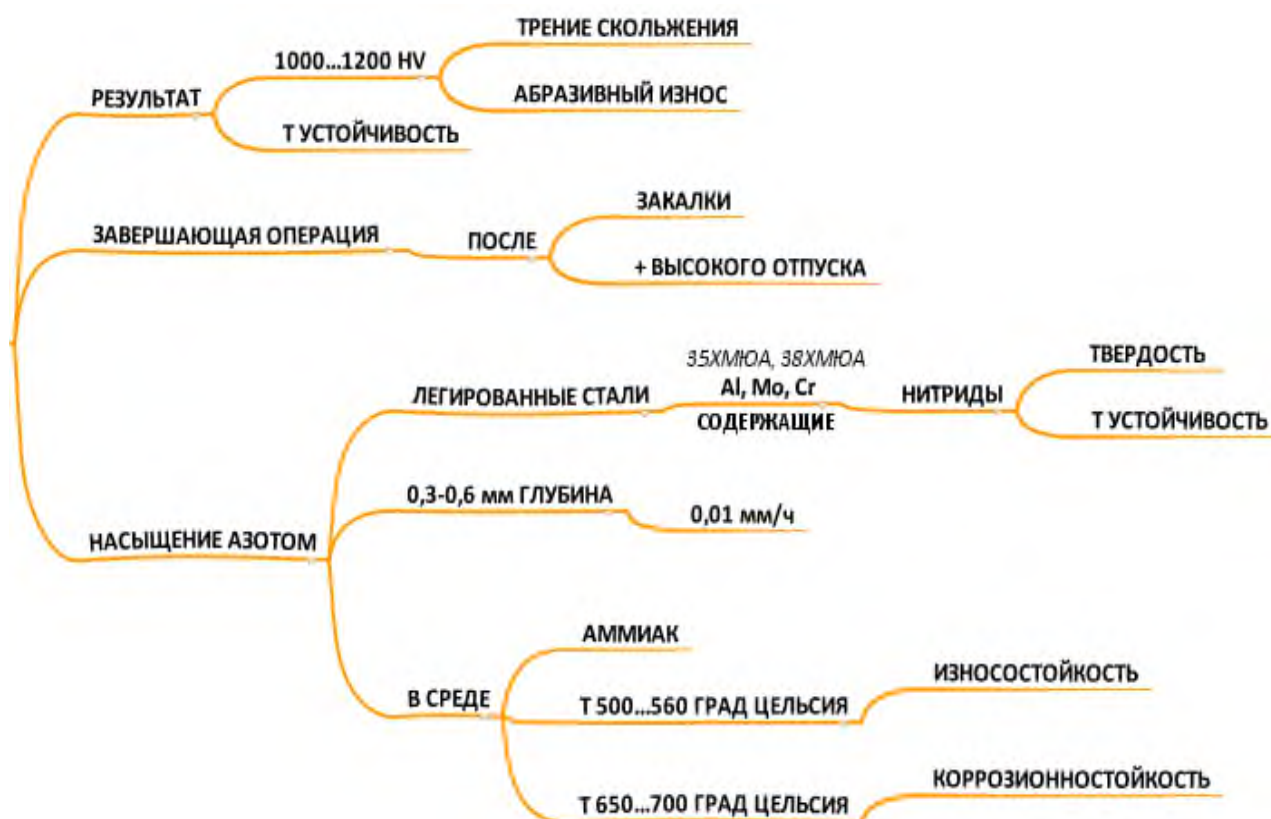 РЕЗУЛЬТАТ
1000...1200 HV
ТРЕНИЕ СКОЛЬЖЕНИЯ
АБРАЗИВНЫЙ ИЗНОС
Т УСТОЙЧИВОСТЬ
ЗАВЕРШАЮЩАЯ ОПЕРАЦИЯ
ПОСЛЕ
ЗАКАЛКИ
+ ВЫСОКОГО ОТПУСКА
НАСЫЩЕНИЕ АЗОТОМ
ЛЕГИРОВАННЫЕ СТАЛИ
35ХМЮА, 38ХМЮА
Al, Mo, Cr
СОДЕРЖАЩИЕ
НИТРИДЫ
ТВЕРДОСТЬ
Т УСТОЙЧИВОСТЬ
0,3-0,6 мм ГЛУБИНА
0,01 мм/ч
В СРЕДЕ
АММИАК
Т 500...560 ГРАД ЦЕЛЬСИЯ
ИЗНОСОСТОЙКОСТЬ
Т 650...700 ГРАД ЦЕЛЬСИЯ
КОРРОЗИОННОСТОЙКОСТЬ